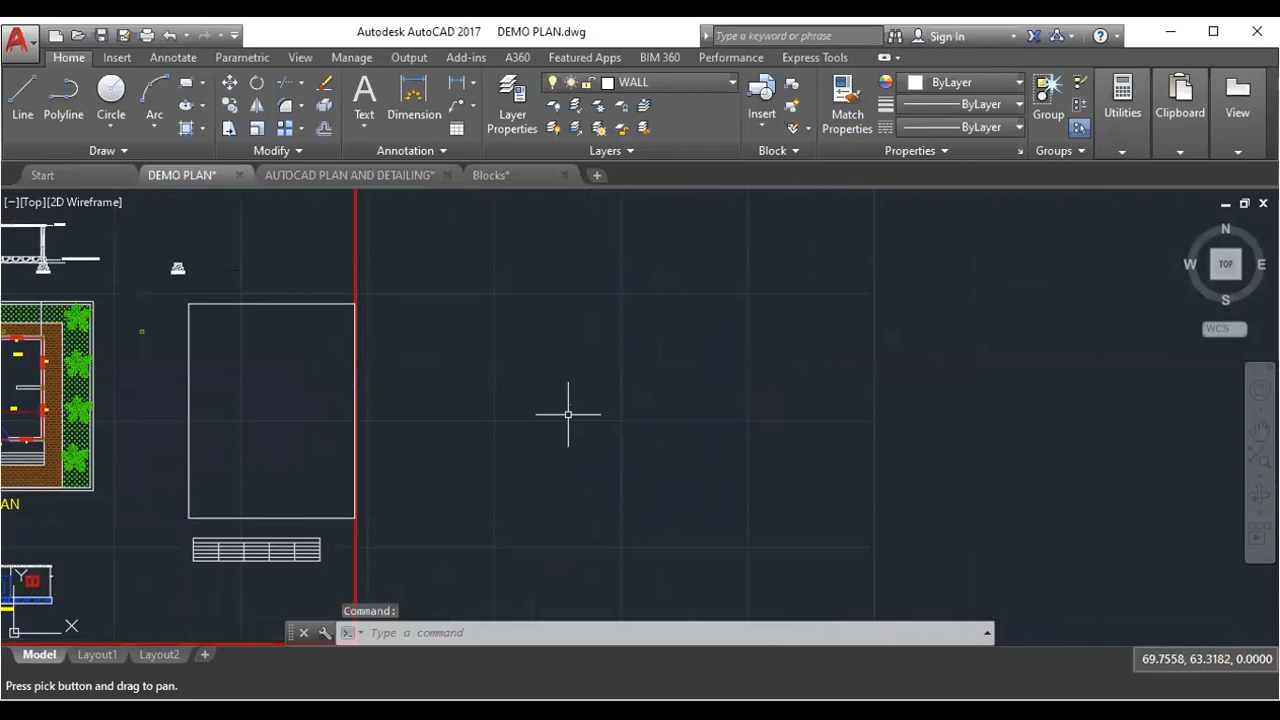 Autodesk AutoCAD 2017 DEMO PLAN.dwg
Type a keyword or phrase
Sign In
Home Insert Annotate Parametric View Manage Output Add-ins A360 Featured Apps BIM 360 Performance Express Tools
WALL
ByLayer
ByLayer
ByLayer
Line Polyline Circle Arc
Text Dimension
Layer Properties
Insert
Match Properties
Group
Utilities Clipboard View
Draw Modify Annotation Layers Block Properties Groups
Start DEMO PLAN* AUTOCAD PLAN AND DETAILING* Blocks*
[−][Top][2D Wireframe]
N
W TOP E
S
WCS
AN
Y
X
Command:
Type a command
Model Layout1 Layout2
69.7558, 63.3182, 0.0000
Press pick button and drag to pan.